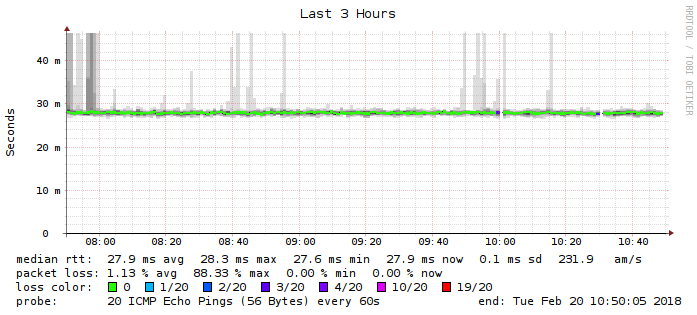 Last 3 Hours
RRDTOOL / TOBI OETIKER
Seconds
40 m
30 m
20 m
10 m
0
08:00 08:20 08:40 09:00 09:20 09:40 10:00 10:20 10:40
median rtt: 27.9 ms avg 28.3 ms max 27.6 ms min 27.9 ms now 0.1 ms sd 231.9 am/s
packet loss: 1.13 % avg 88.33 % max 0.00 % min 0.00 % now
loss color: 0 1/20 2/20 3/20 4/20 10/20 19/20
probe: 20 ICMP Echo Pings (56 Bytes) every 60s end: Tue Feb 20 10:50:05 2018